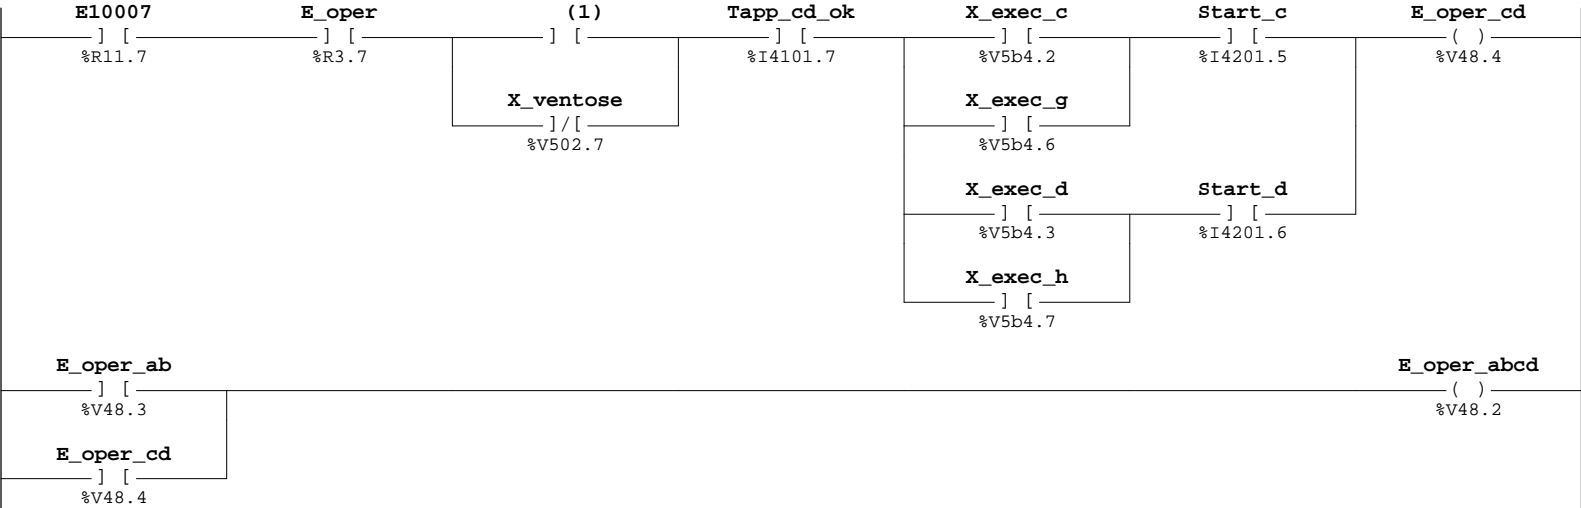 E10007 E_oper (1) Tapp_cd_ok X_exec_c Start_c E_oper_cd
] [ ] [ ] [ ] [ ] [ ] [ ( )
%R11.7 %R3.7 %I4101.7 %V5b4.2 %I4201.5 %V48.4
X_ventose X_exec_g
]/[ ] [
%V502.7 %V5b4.6
X_exec_d Start_d
] [ ] [
%V5b4.3 %I4201.6
X_exec_h
] [
%V5b4.7
E_oper_ab E_oper_abcd
] [ ( )
%V48.3 %V48.2
E_oper_cd
] [
%V48.4